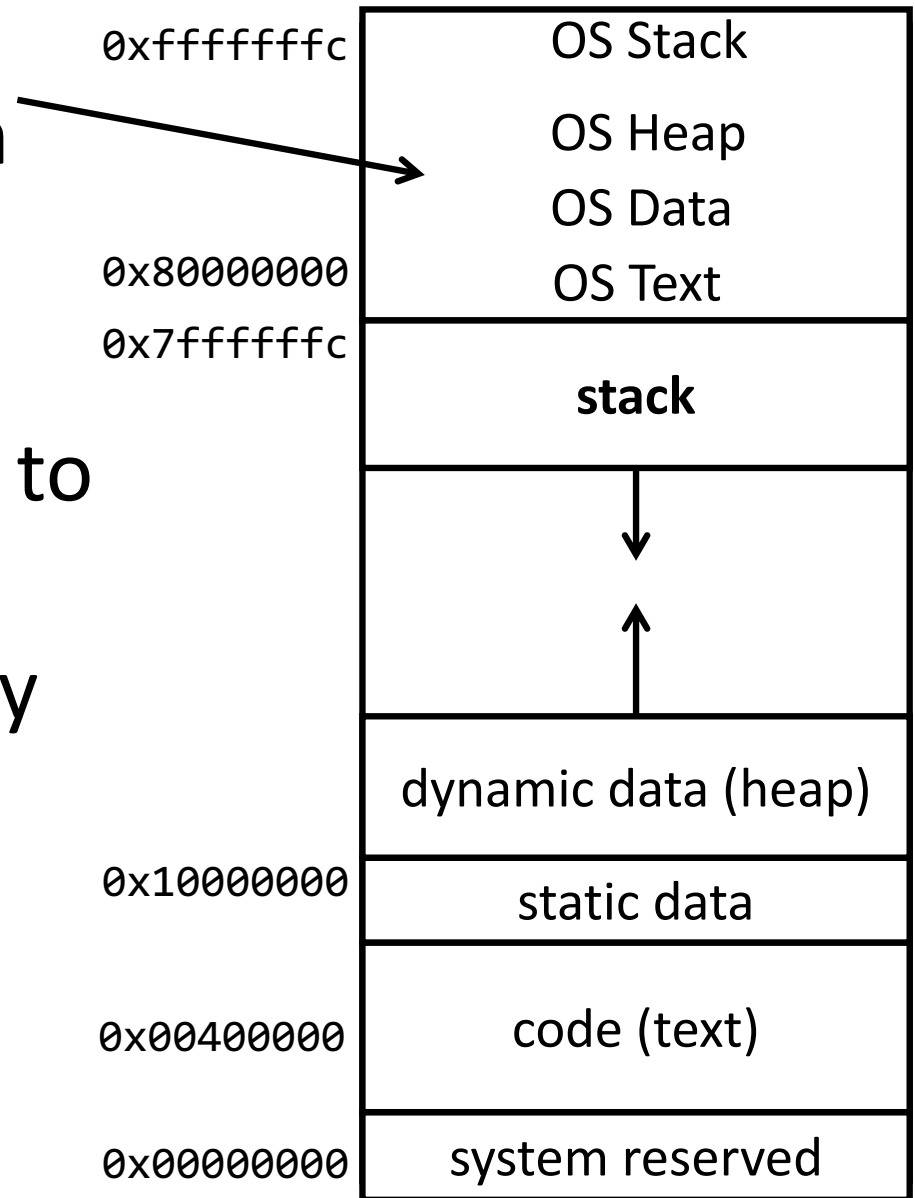 0xfffffffc OS Stack
n
OS Heap
OS Data
0x80000000 OS Text
0x7ffffffc
stack
to
y
dynamic data (heap)
0x10000000 static data
0x00400000 code (text)
0x00000000 system reserved